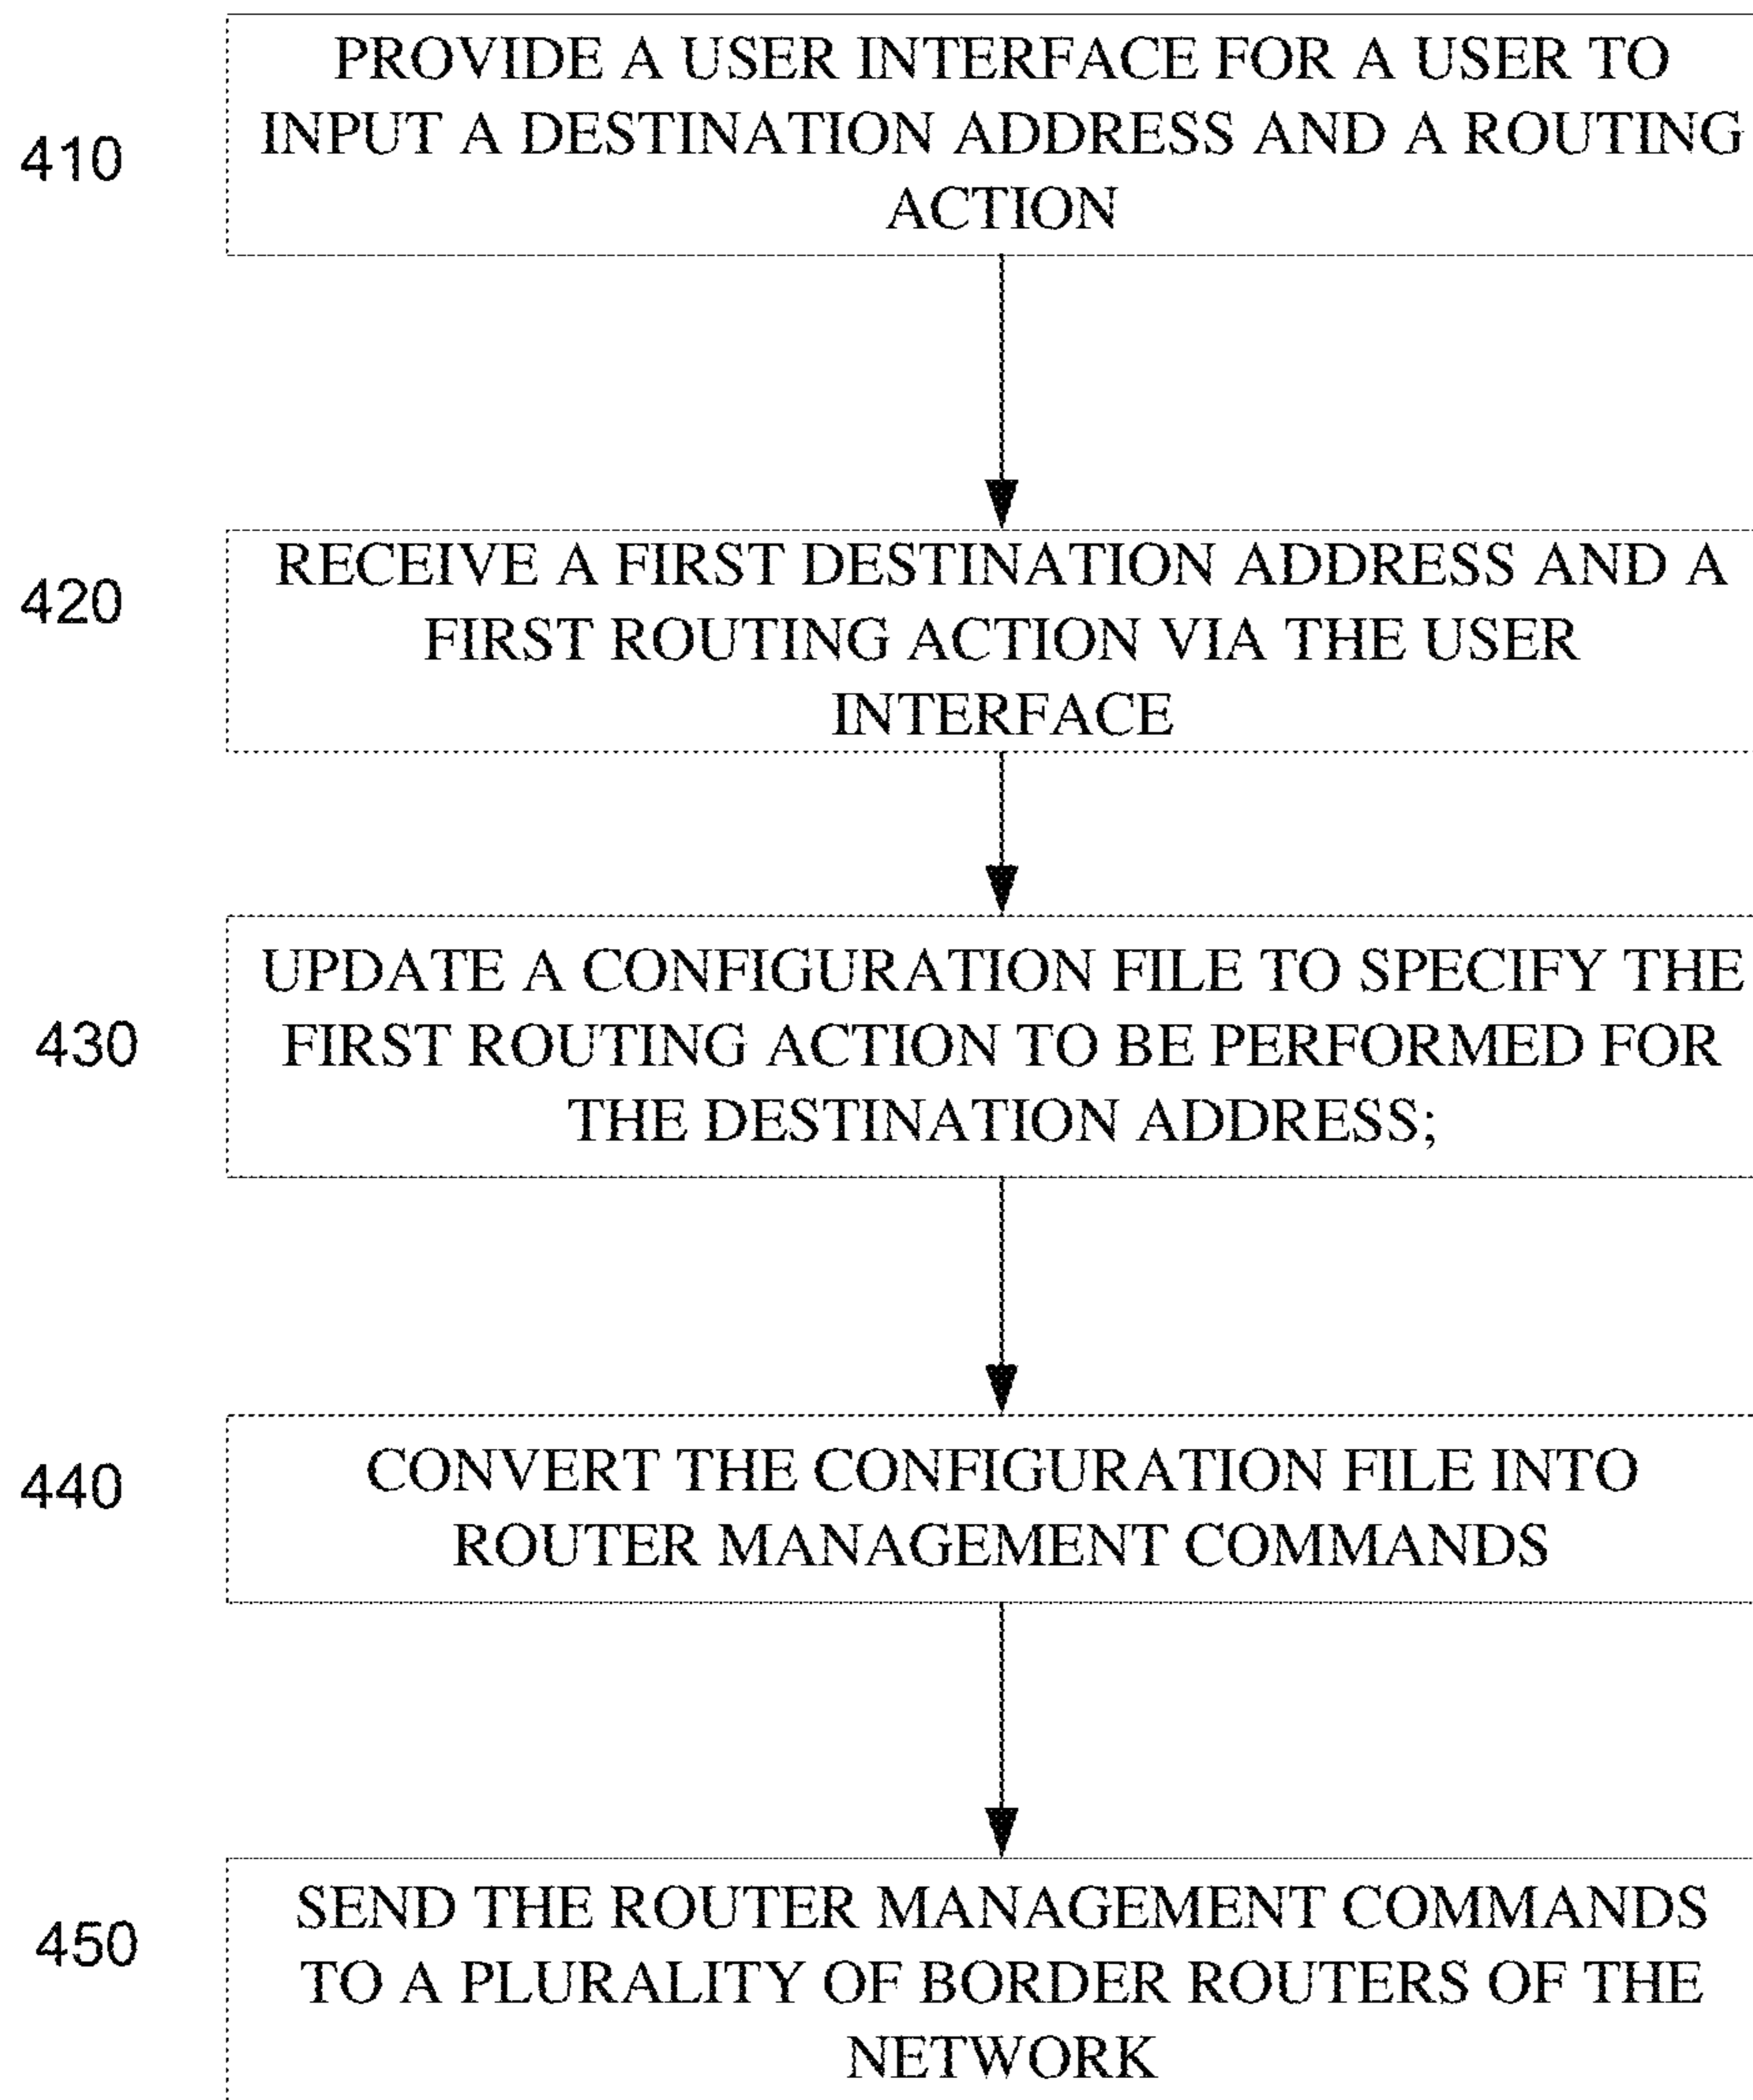 410
PROVIDE A USER INTERFACE FOR A USER TO
INPUT A DESTINATION ADDRESS AND A ROUTING
ACTION
420
RECEIVE A FIRST DESTINATION ADDRESS AND A
FIRST ROUTING ACTION VIA THE USER
INTERFACE
430
UPDATE A CONFIGURATION FILE TO SPECIFY THE
FIRST ROUTING ACTION TO BE PERFORMED FOR
THE DESTINATION ADDRESS;
440
CONVERT THE CONFIGURATION FILE INTO
ROUTER MANAGEMENT COMMANDS
450
SEND THE ROUTER MANAGEMENT COMMANDS
TO A PLURALITY OF BORDER ROUTERS OF THE
NETWORK